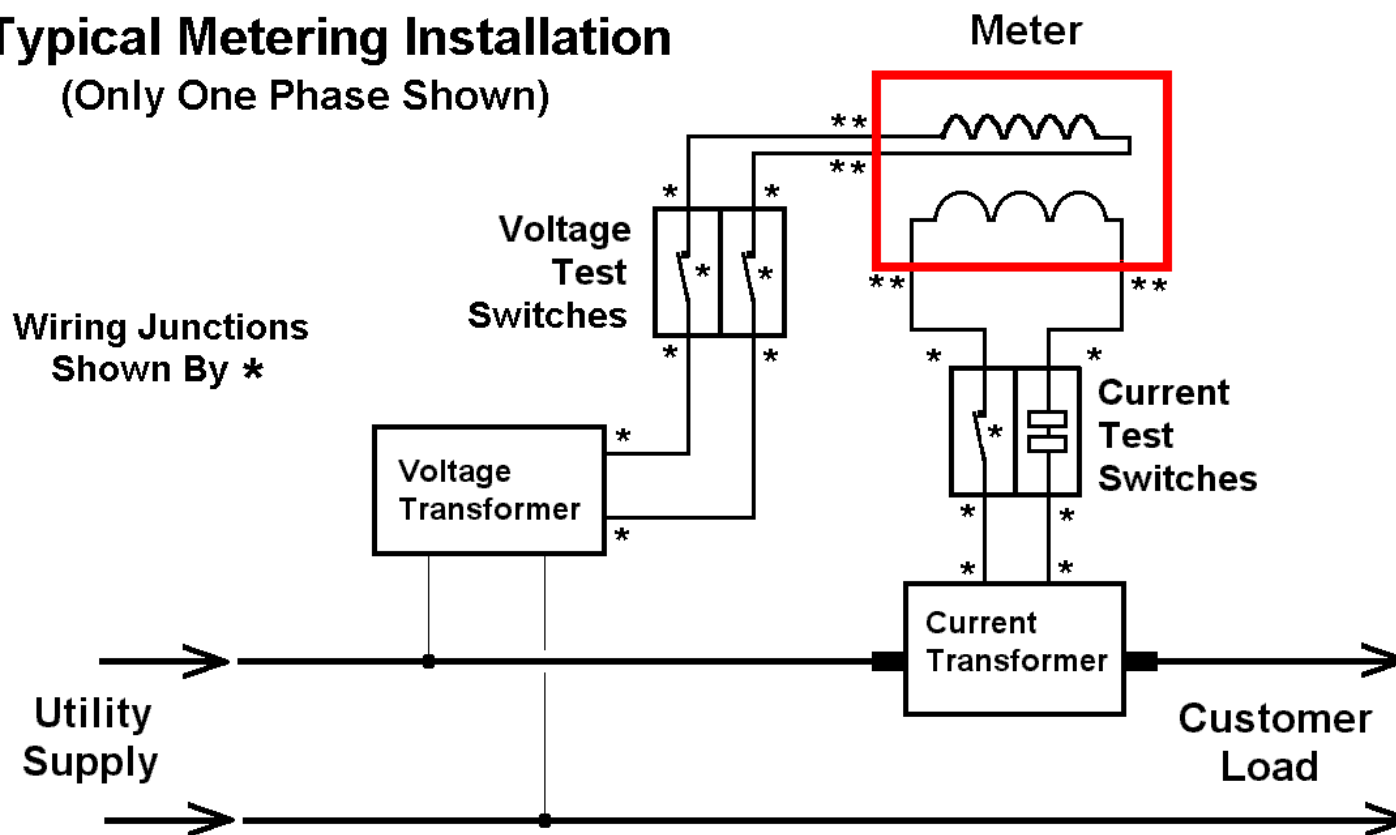 Typical Metering Installation
(Only One Phase Shown)
Meter
**
**
*
*
Voltage
Test
Switches
*
*
**
**
Wiring Junctions
Shown By *
*
*
*
*
Current
Test
Switches
*
*
Voltage
Transformer
*
*
*
*
*
*
Current
Transformer
Utility
Supply
Customer
Load